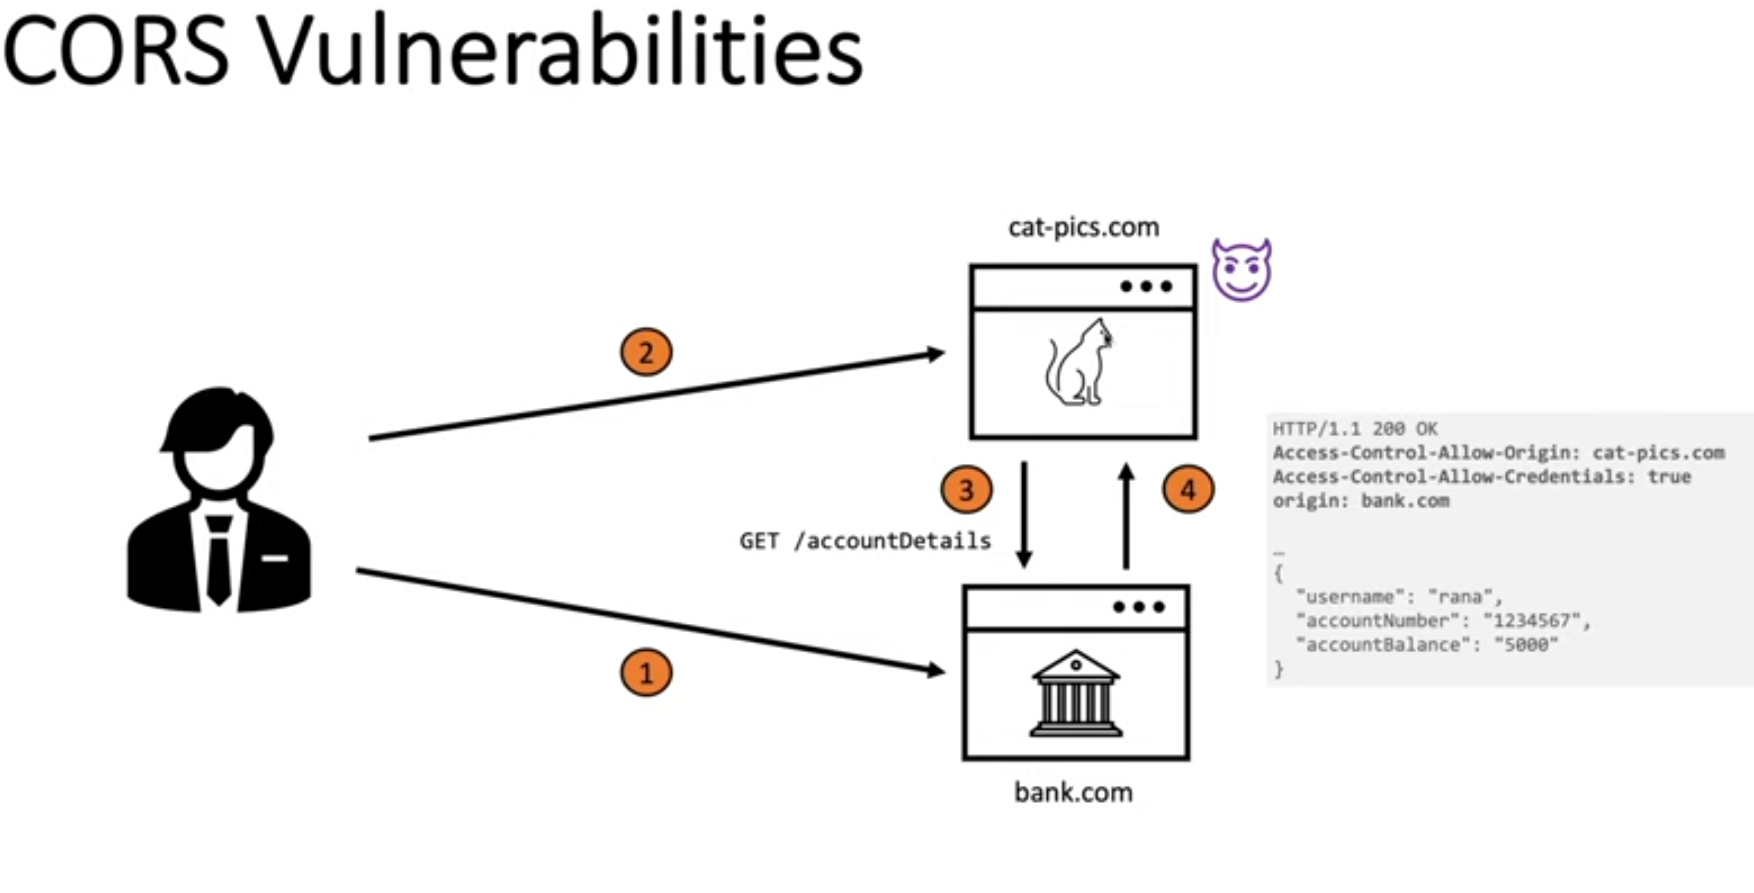 CORS Vulnerabilities
cat-pics.com
2
3
4
GET /accountDetails
1
bank.com
HTTP/1.1 200 OK
Access-Control-Allow-Origin: cat-pics.com
Access-Control-Allow-Credentials: true
origin: bank.com
…
{
"username": "rana",
"accountNumber": "1234567",
"accountBalance": "5000"
}